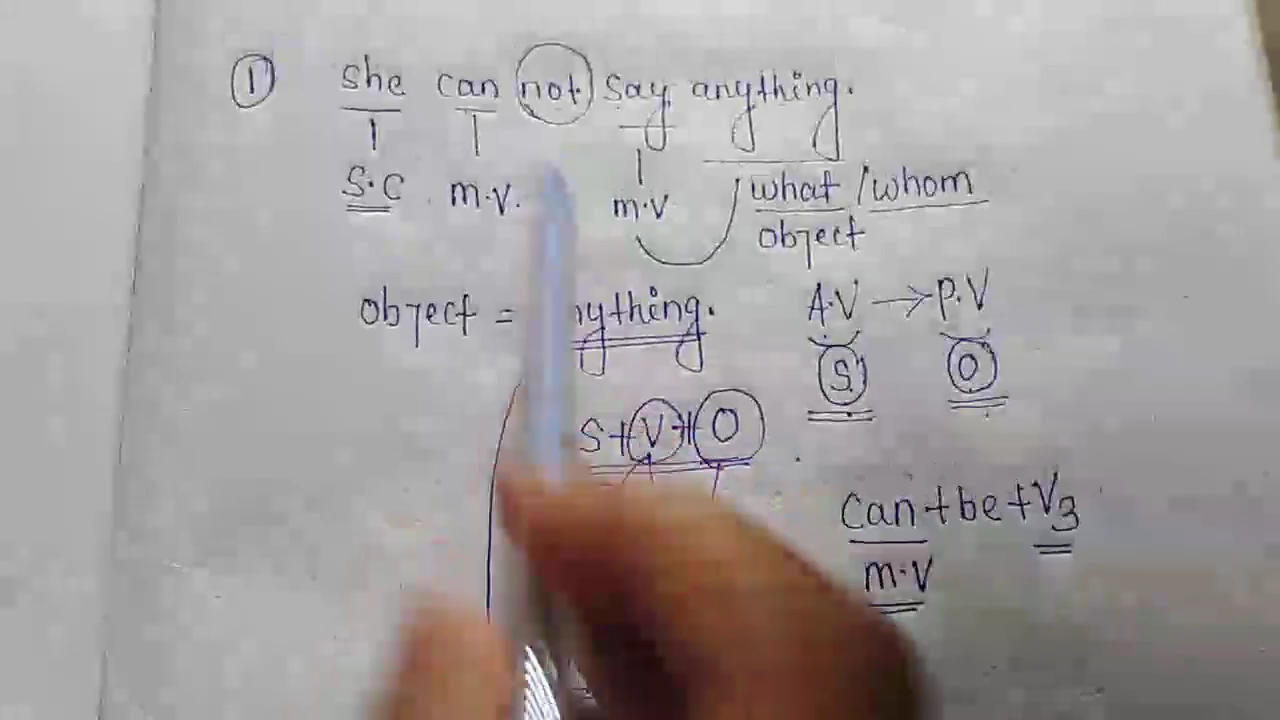 1 she can not say anything.
S.C m.v. m.v what / whom
object
object = nything.
A.V → P.V
S O
S+V+O
can+be+V3
m.v